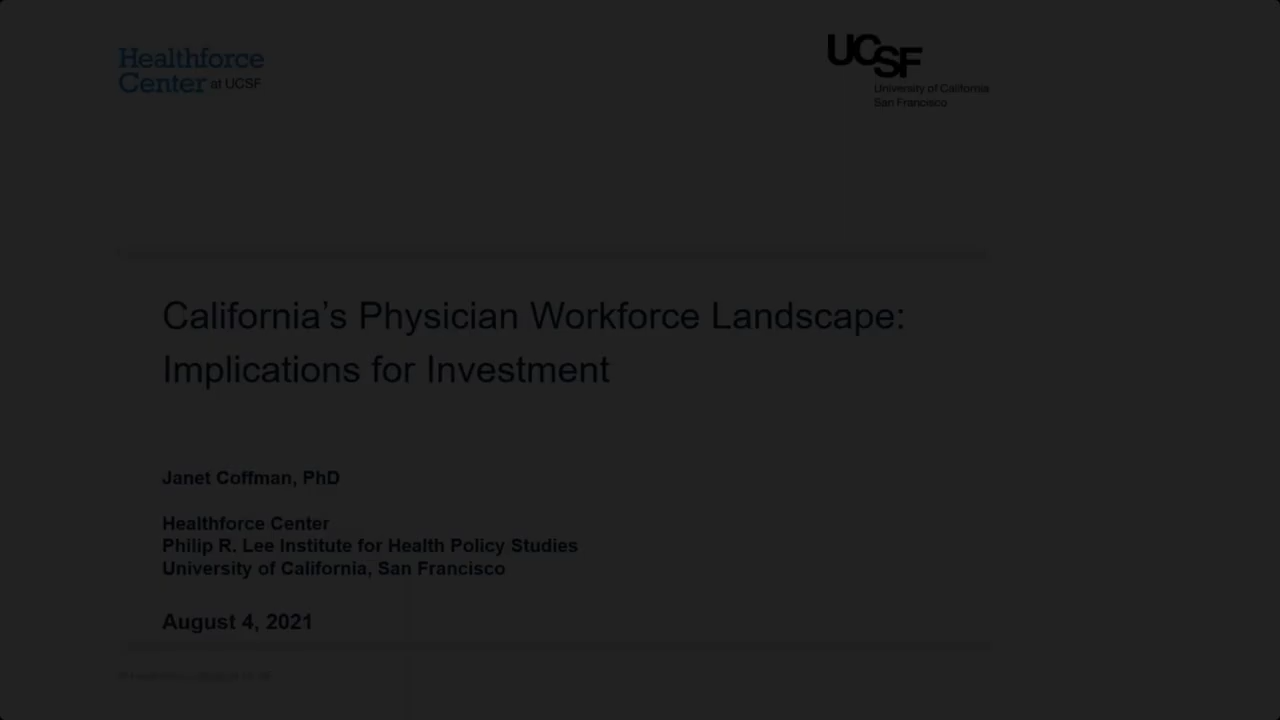 Healthforce
Center at UCSF
UCSF
University of California
San Francisco
California’s Physician Workforce Landscape:
Implications for Investment
Janet Coffman, PhD
Healthforce Center
Philip R. Lee Institute for Health Policy Studies
University of California, San Francisco
August 4, 2021